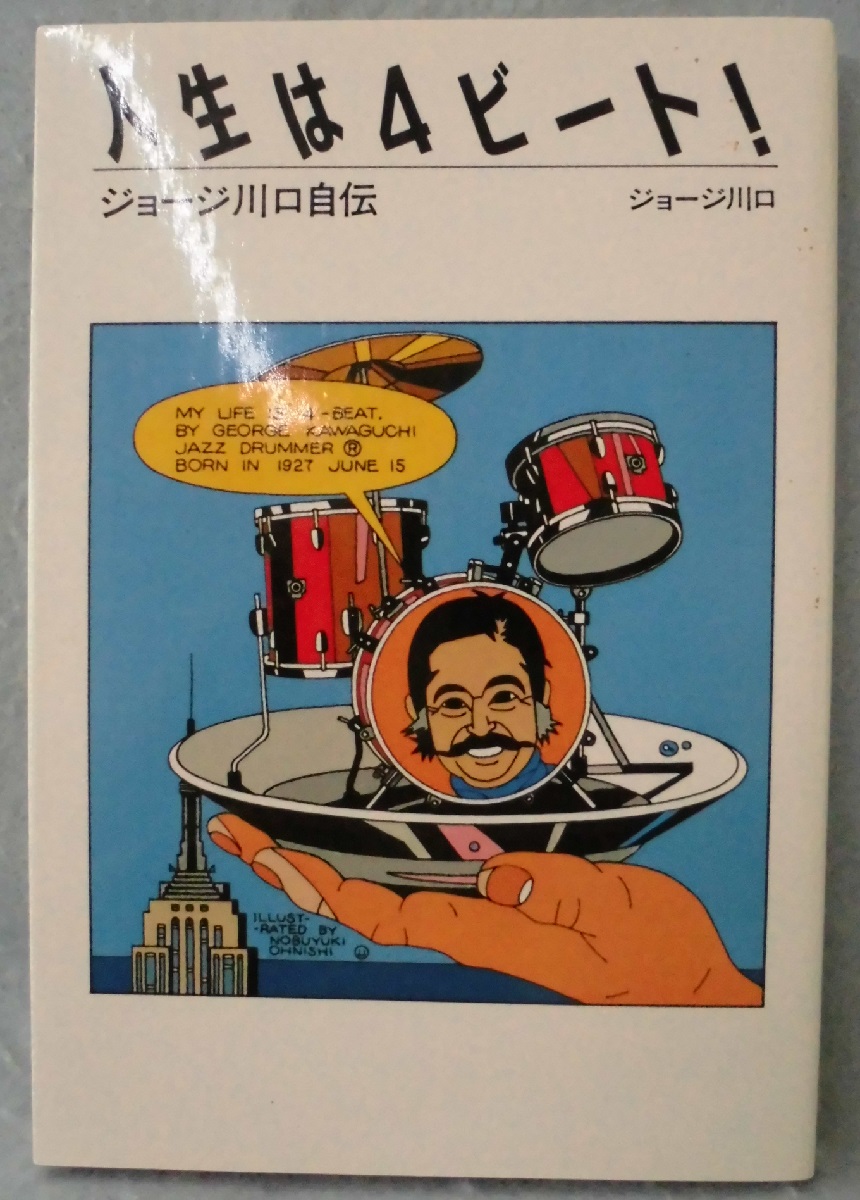 人生は4ビート!
ジョージ川口自伝
ジョージ川口
MY LIFE IS 4-BEAT.
BY GEORGE KAWAGUCHI
JAZZ DRUMMER ®
BORN IN 1927 JUNE 15
ILLUST-
-RATED BY
NOBUYUKI
OHNISHI